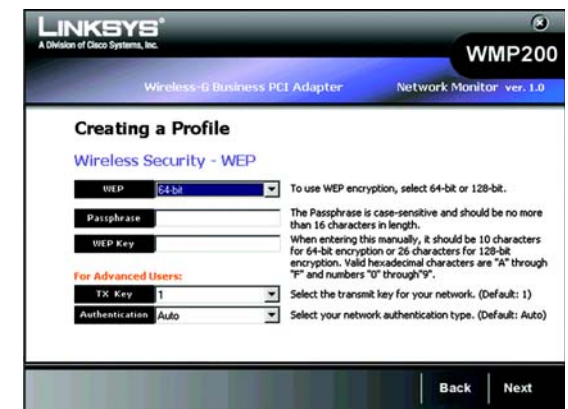 LINKSYS®
A Division of Cisco Systems, Inc.
WMP200
Wireless-G Business PCI Adapter
Network Monitor ver. 1.0
Creating a Profile
Wireless Security - WEP
WEP 64-bit To use WEP encryption, select 64-bit or 128-bit.
Passphrase The Passphrase is case-sensitive and should be no more
than 16 characters in length.
WEP Key When entering this manually, it should be 10 characters
for 64-bit encryption or 26 characters for 128-bit
encryption. Valid hexadecimal characters are "A" through
"F" and numbers "0" through"9".
For Advanced Users:
TX Key 1 Select the transmit key for your network. (Default: 1)
Authentication Auto Select your network authentication type. (Default: Auto)
Back Next